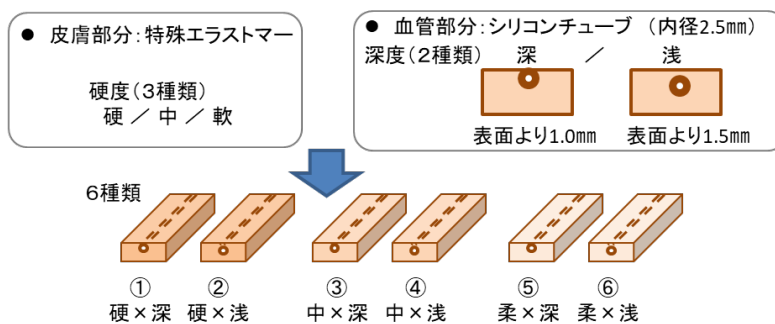 ● 皮膚部分：特殊エラストマー
硬度（３種類）
硬 ／ 中 ／ 軟
● 血管部分：シリコンチューブ （内径2.5㎜）
深度（２種類） 深 ／ 浅
表面より1.0㎜ 表面より1.5㎜
6種類
① ② ③ ④ ⑤ ⑥
硬×深 硬×浅 中×深 中×浅 柔×深 柔×浅